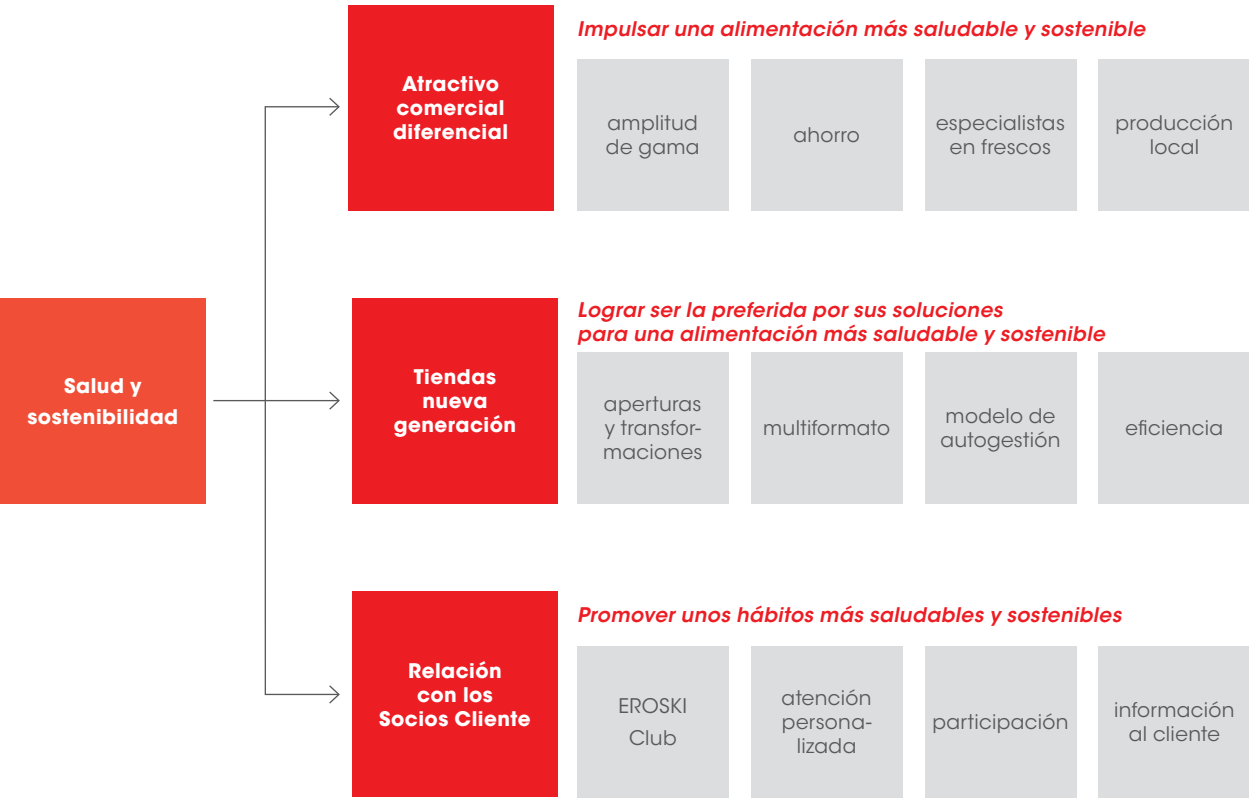 Impulsar una alimentación más saludable y sostenible
Atractivo
comercial
diferencial
amplitud
de gama
ahorro
especialistas
en frescos
producción
local
Salud y
sostenibilidad
Lograr ser la preferida por sus soluciones
para una alimentación más saludable y sostenible
Tiendas
nueva
generación
aperturas
y transfor-
maciones
multiformato
modelo de
autogestión
eficiencia
Promover unos hábitos más saludables y sostenibles
Relación
con los
Socios Cliente
EROSKI
Club
atención
persona-
lizada
participación
información
al cliente